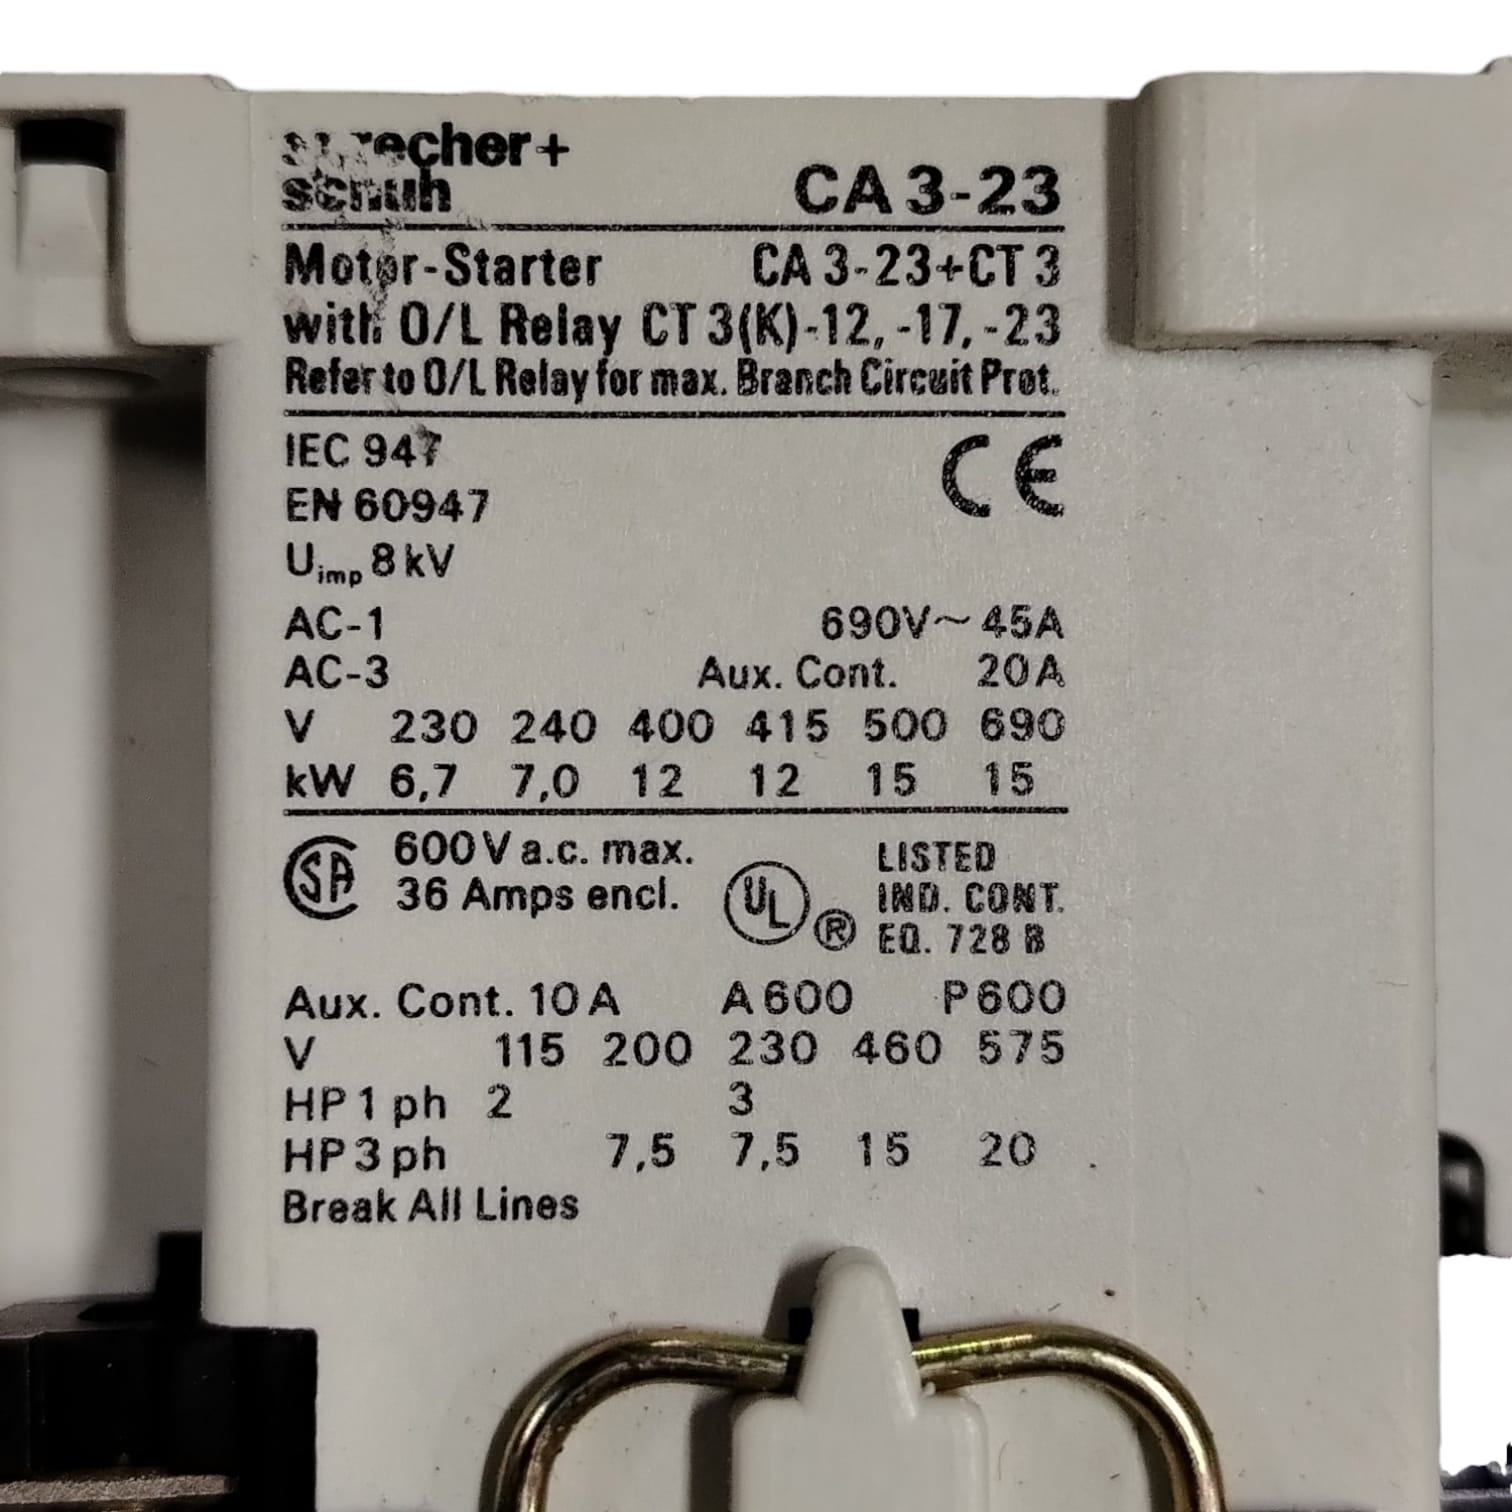 sprecher+
schuh
CA 3-23
Motor-Starter CA 3-23+CT 3
with O/L Relay CT 3(K)-12, -17, -23
Refer to O/L Relay for max. Branch Circuit Prot.
IEC 947
EN 60947
CE
Uimp 8 kV
AC-1 690V~ 45A
AC-3 Aux. Cont. 20A
V 230 240 400 415 500 690
kW 6,7 7,0 12 12 15 15
SA 600V a.c. max.
36 Amps encl.
UL ® LISTED
IND. CONT.
EQ. 728 B
Aux. Cont. 10 A A 600 P 600
V 115 200 230 460 575
HP 1 ph 2 3
HP 3 ph 7,5 7,5 15 20
Break All Lines